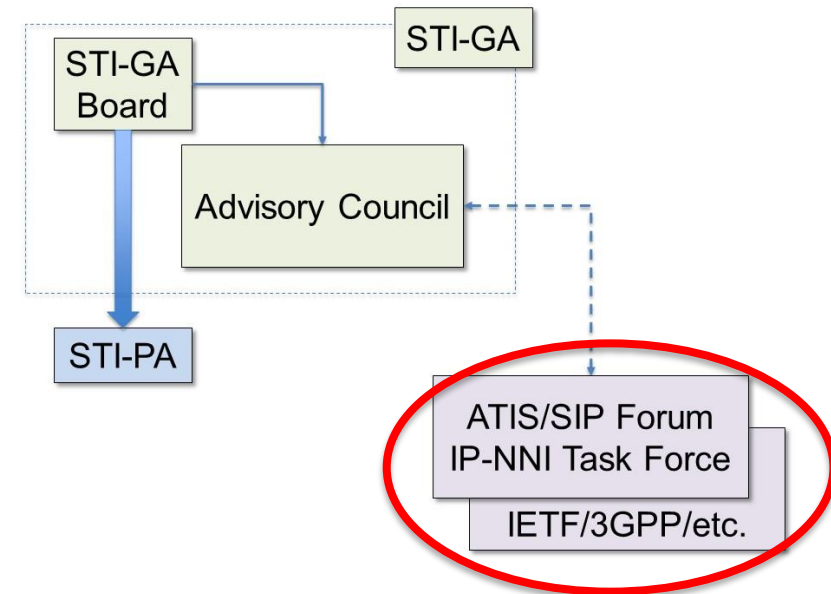 STI-GA
STI-GA
Board
Advisory Council
STI-PA
ATIS/SIP Forum
IP-NNI Task Force
IETF/3GPP/etc.